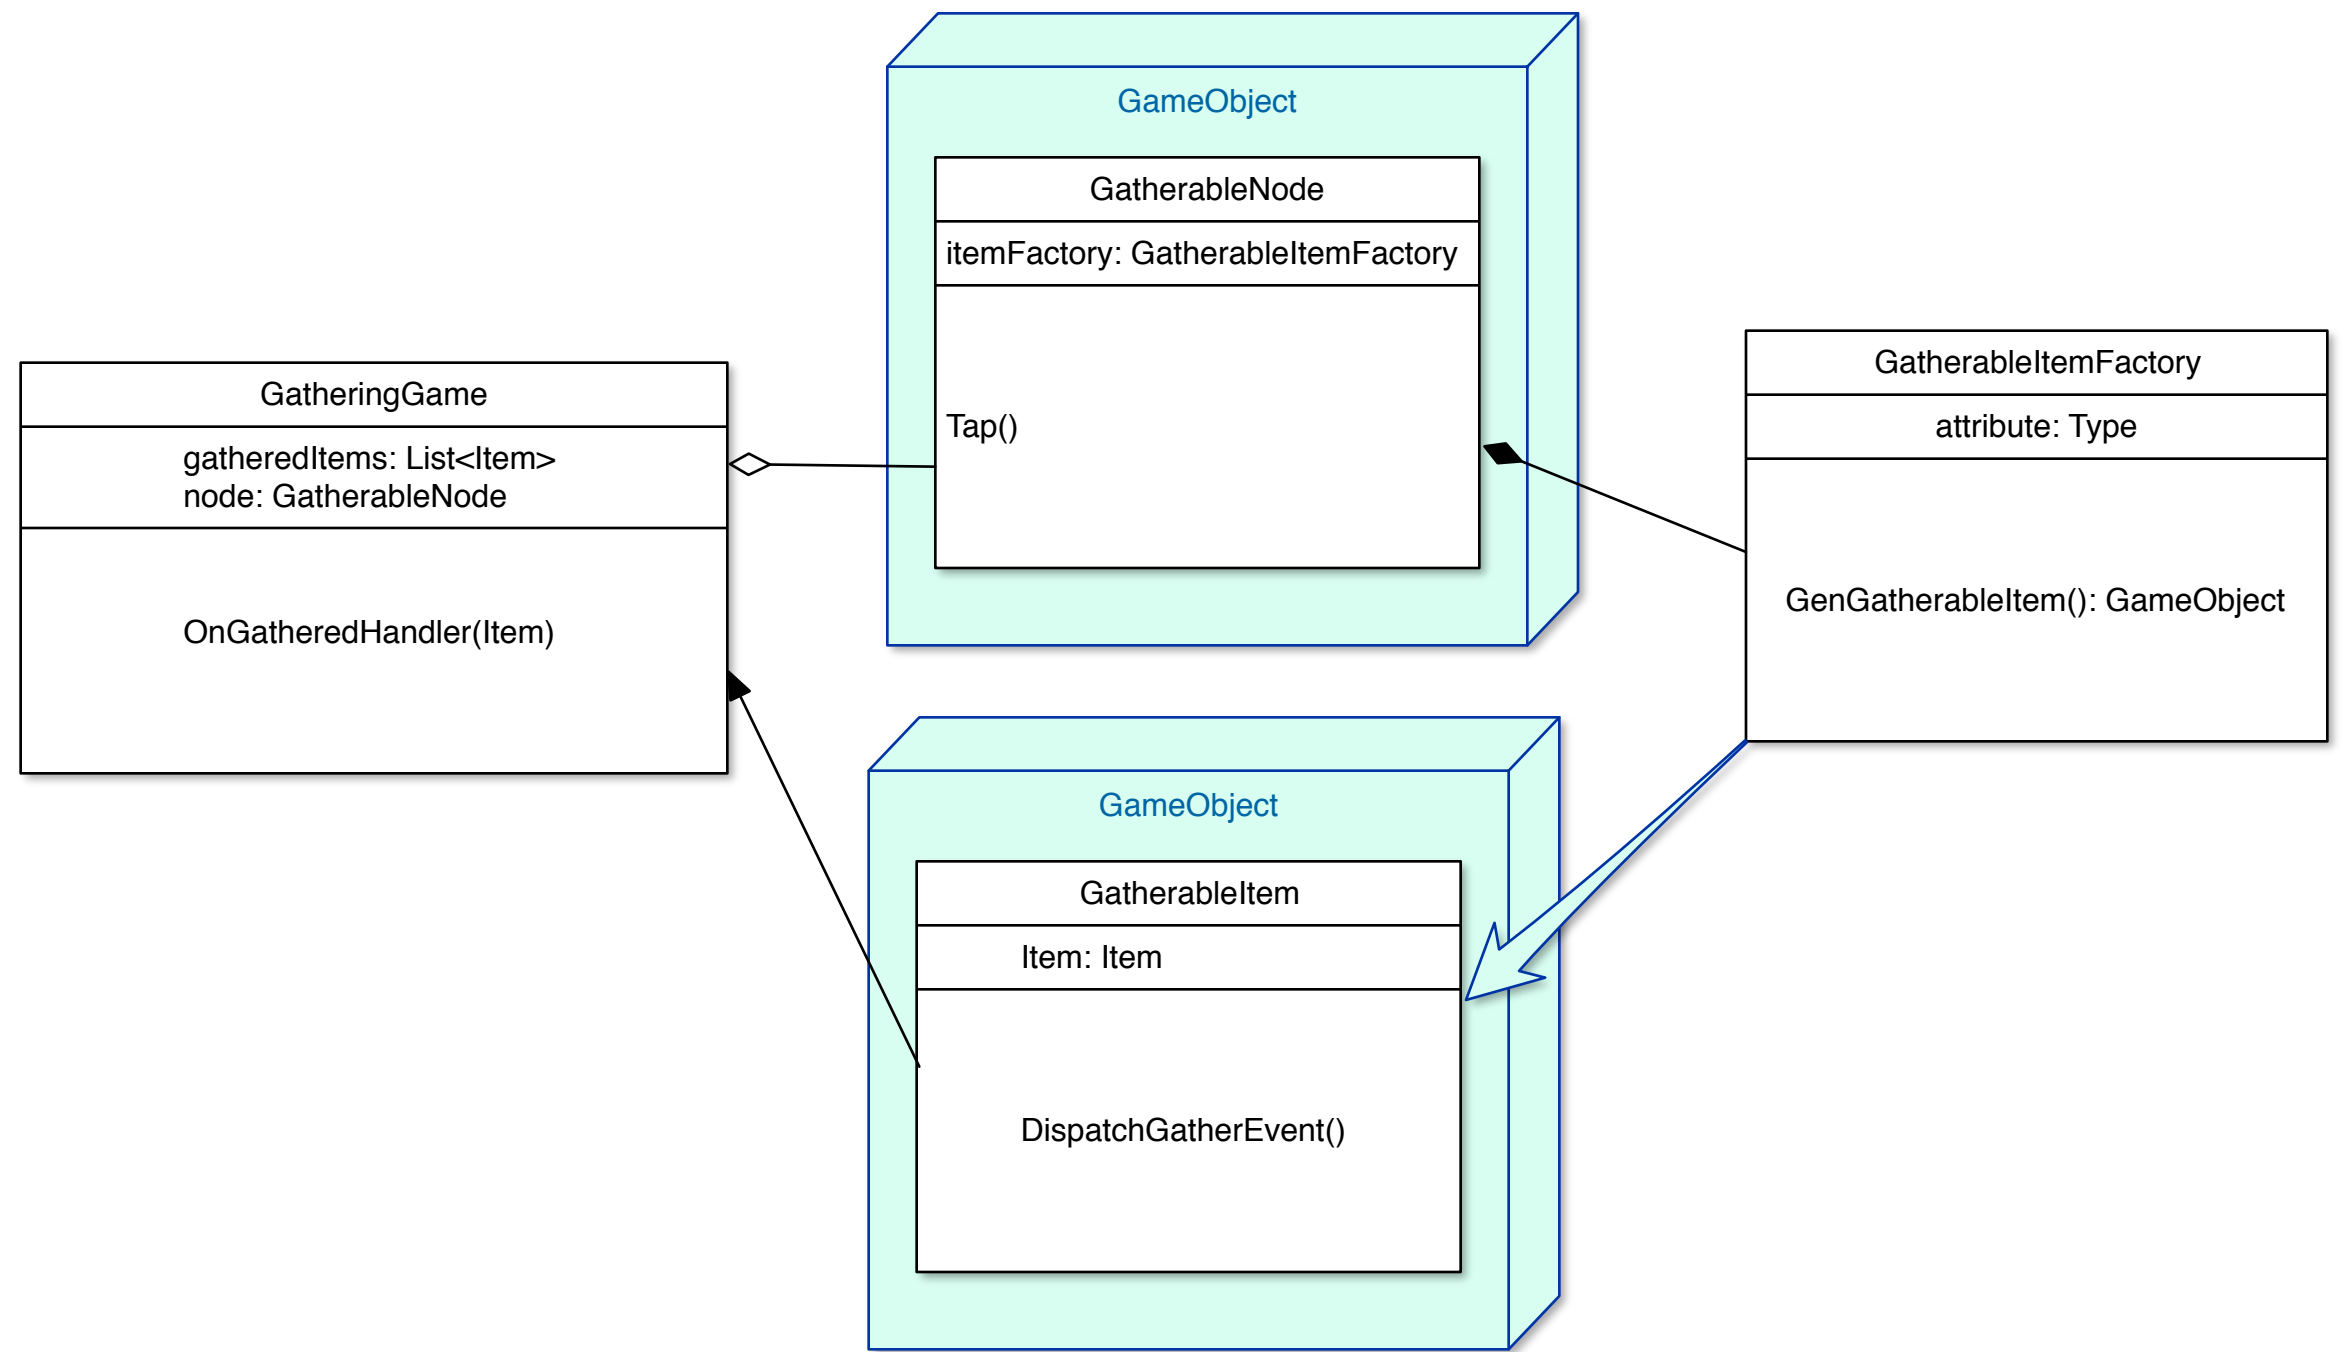 GameObject
GatherableNode
itemFactory: GatherableItemFactory
Tap()
GatheringGame
gatheredItems: List<Item>
node: GatherableNode
OnGatheredHandler(Item)
GatherableItemFactory
attribute: Type
GenGatherableItem(): GameObject
GameObject
GatherableItem
Item: Item
DispatchGatherEvent()